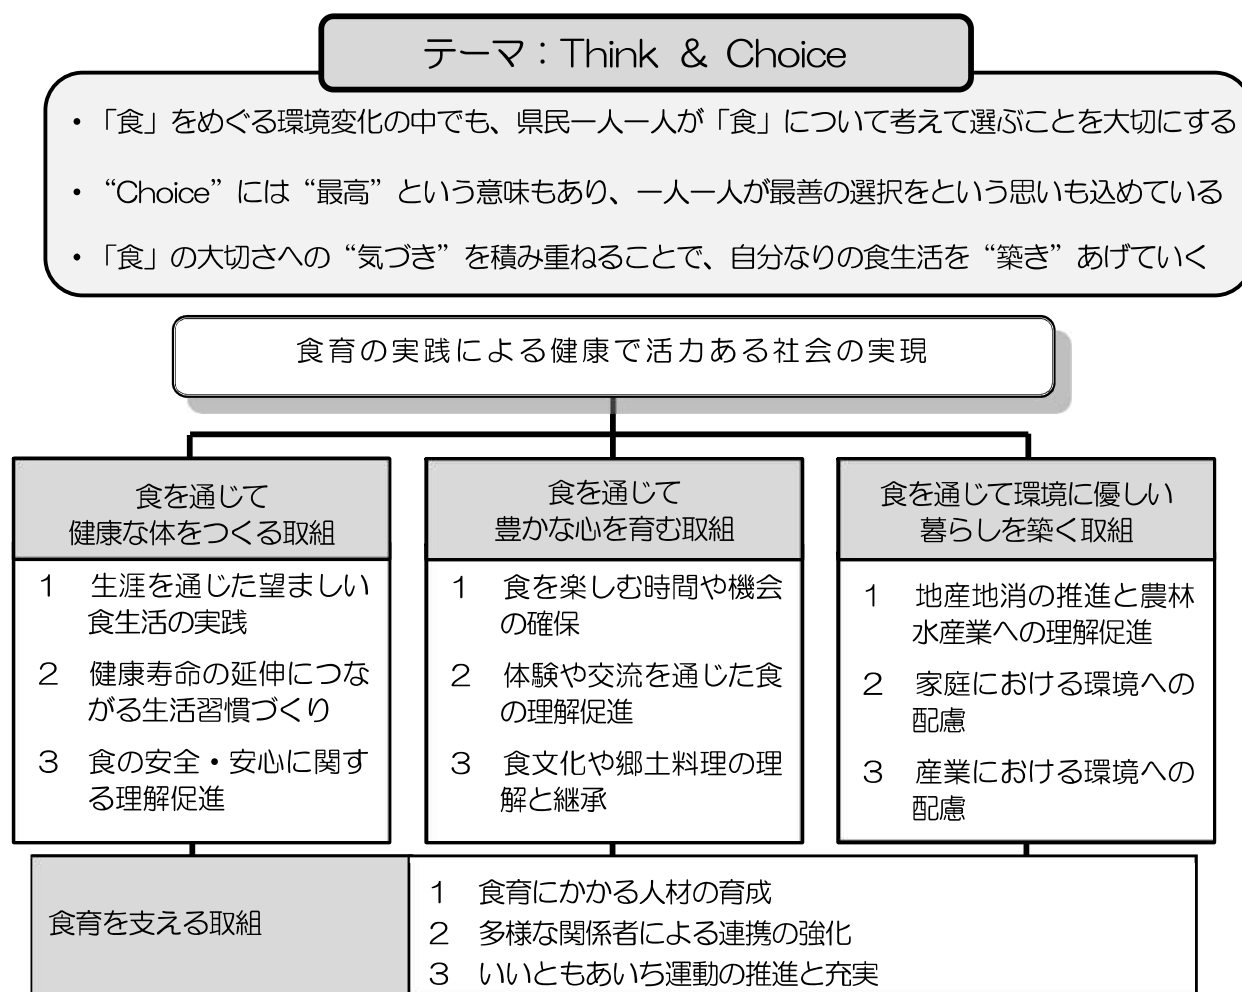 テーマ：Think & Choice
・「食」をめぐる環境変化の中でも、県民一人一人が「食」について考えて選ぶことを大切にする
・“Choice”には“最高”という意味もあり、一人一人が最善の選択をという思いも込めている
・「食」の大切さへの“気づき”を積み重ねることで、自分なりの食生活を“築き”あげていく
食育の実践による健康で活力ある社会の実現
食を通じて
健康な体をつくる取組
1 生涯を通じた望ましい
食生活の実践
2 健康寿命の延伸につな
がる生活習慣づくり
3 食の安全・安心に関す
る理解促進
食を通じて
豊かな心を育む取組
1 食を楽しむ時間や機会
の確保
2 体験や交流を通じた食
の理解促進
3 食文化や郷土料理の理
解と継承
食を通じて環境に優しい
暮らしを築く取組
1 地産地消の推進と農林
水産業への理解促進
2 家庭における環境への
配慮
3 産業における環境への
配慮
食育を支える取組
1 食育にかかる人材の育成
2 多様な関係者による連携の強化
3 いいともあいち運動の推進と充実